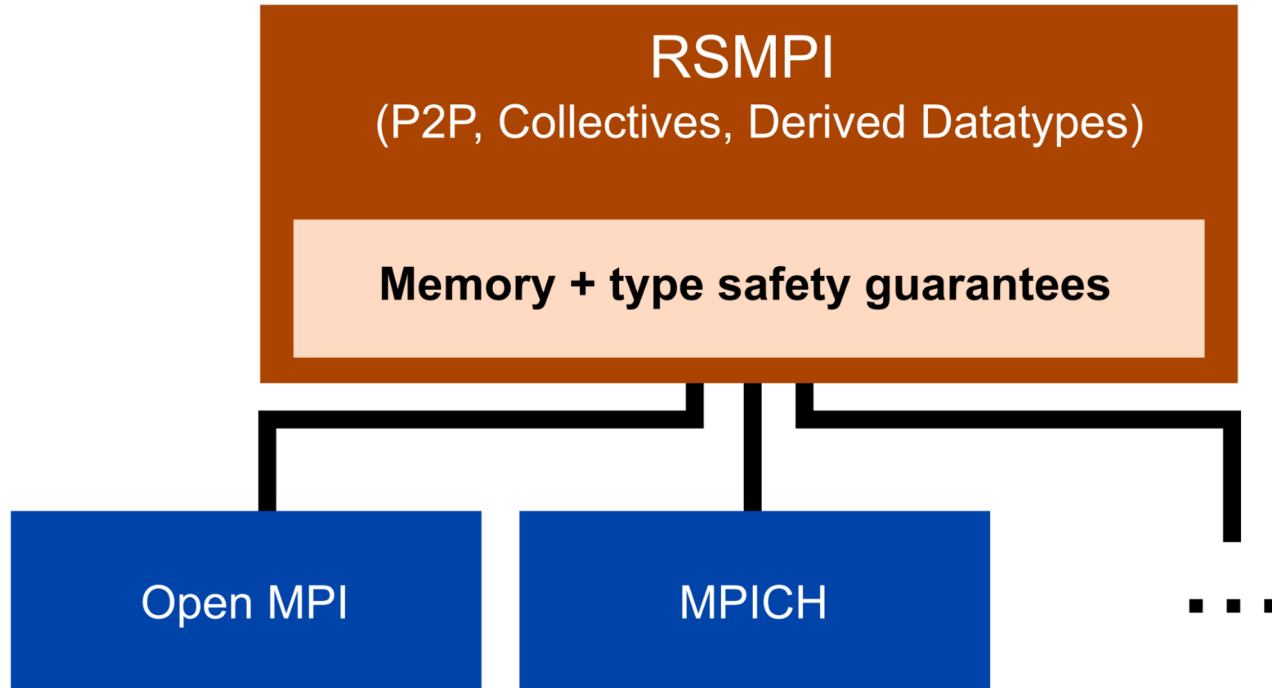 RSMPI
(P2P, Collectives, Derived Datatypes)
Memory + type safety guarantees
Open MPI
MPICH
...